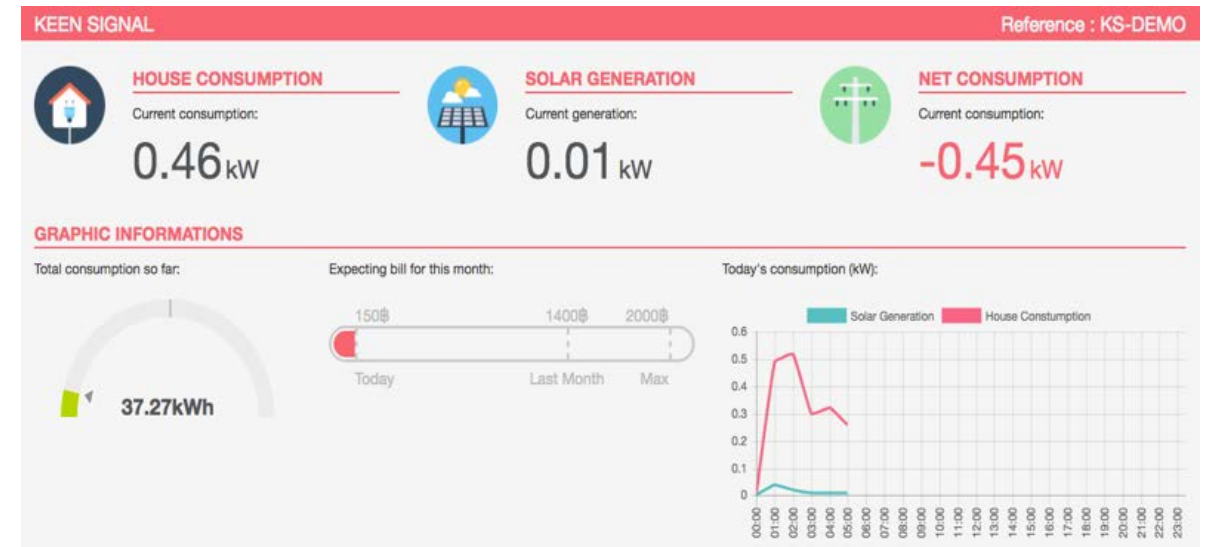 KEEN SIGNAL Reference : KS-DEMO
HOUSE CONSUMPTION
Current consumption:
0.46 kW
SOLAR GENERATION
Current generation:
0.01 kW
NET CONSUMPTION
Current consumption:
-0.45 kW
GRAPHIC INFORMATIONS
Total consumption so far:
37.27kWh
Expecting bill for this month:
150฿ 1400฿ 2000฿
Today Last Month Max
Today's consumption (kW):
Solar Generation House Constumption
0.6
0.5
0.4
0.3
0.2
0.1
0
00:00
01:00
02:00
03:00
04:00
05:00
06:00
07:00
08:00
09:00
10:00
11:00
12:00
13:00
14:00
15:00
16:00
17:00
18:00
19:00
20:00
21:00
22:00
23:00